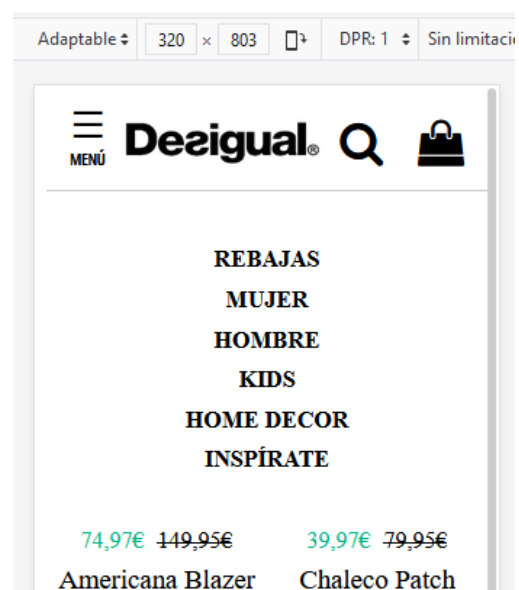 Adaptable 320 × 803 DPR: 1 Sin limitaci
MENÚ Desigual.®
REBAJAS
MUJER
HOMBRE
KIDS
HOME DECOR
INSPÍRATE
74,97€ 149,95€ 39,97€ 79,95€
Americana Blazer Chaleco Patch